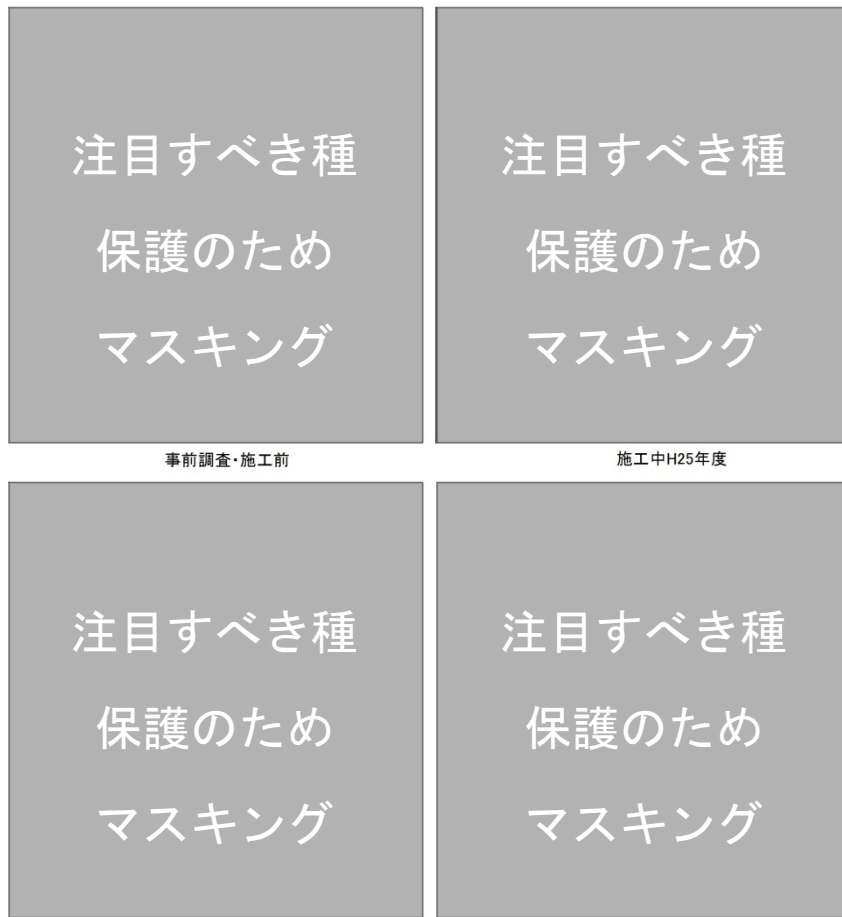 注目すべき種
保護のため
マスキング
注目すべき種
保護のため
マスキング
事前調査・施工前
施工中H25年度
注目すべき種
保護のため
マスキング
注目すべき種
保護のため
マスキング